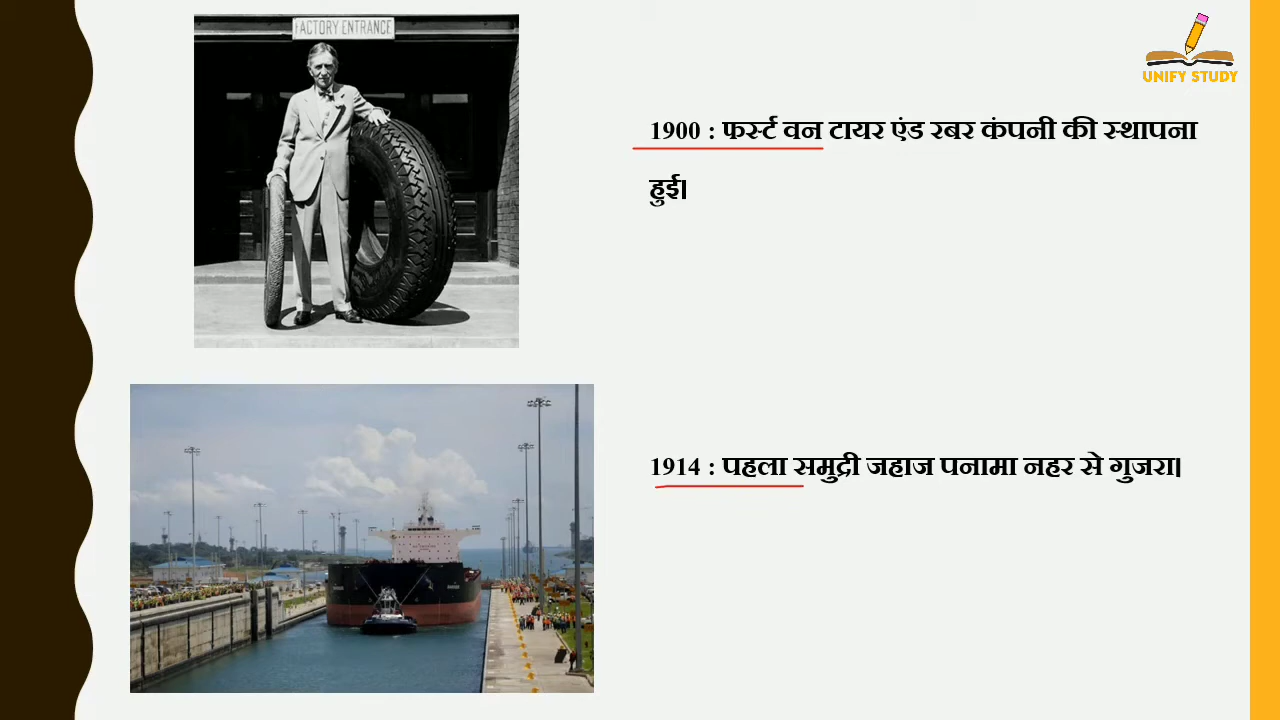 FACTORY ENTRANCE
UNIFY STUDY
1900 : फर्स्ट वन टायर एंड रबर कंपनी की स्थापना
हुई।
1914 : पहला समुद्री जहाज पनामा नहर से गुजरा।